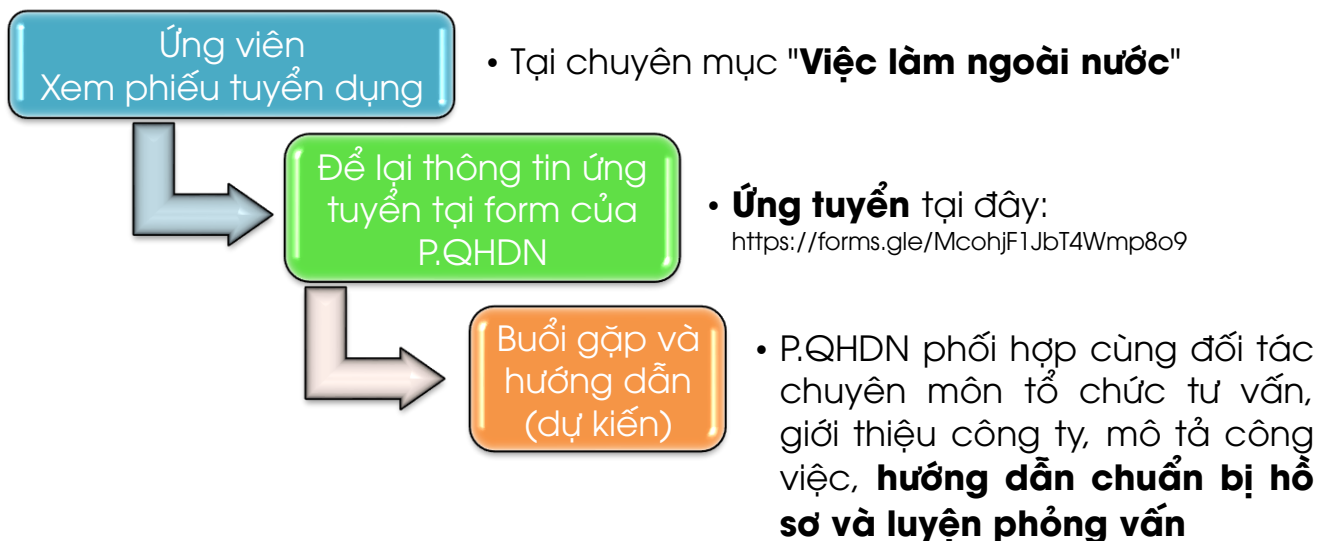 Ứng viên
Xem phiếu tuyển dụng
• Tại chuyên mục "Việc làm ngoài nước"
Để lại thông tin ứng
tuyển tại form của
P.QHDN
• Ứng tuyển tại đây:
https://forms.gle/McohjF1JbT4Wmp8o9
Buổi gặp và
hướng dẫn
(dự kiến)
• P.QHDN phối hợp cùng đối tác
chuyên môn tổ chức tư vấn,
giới thiệu công ty, mô tả công
việc, hướng dẫn chuẩn bị hồ
sơ và luyện phỏng vấn